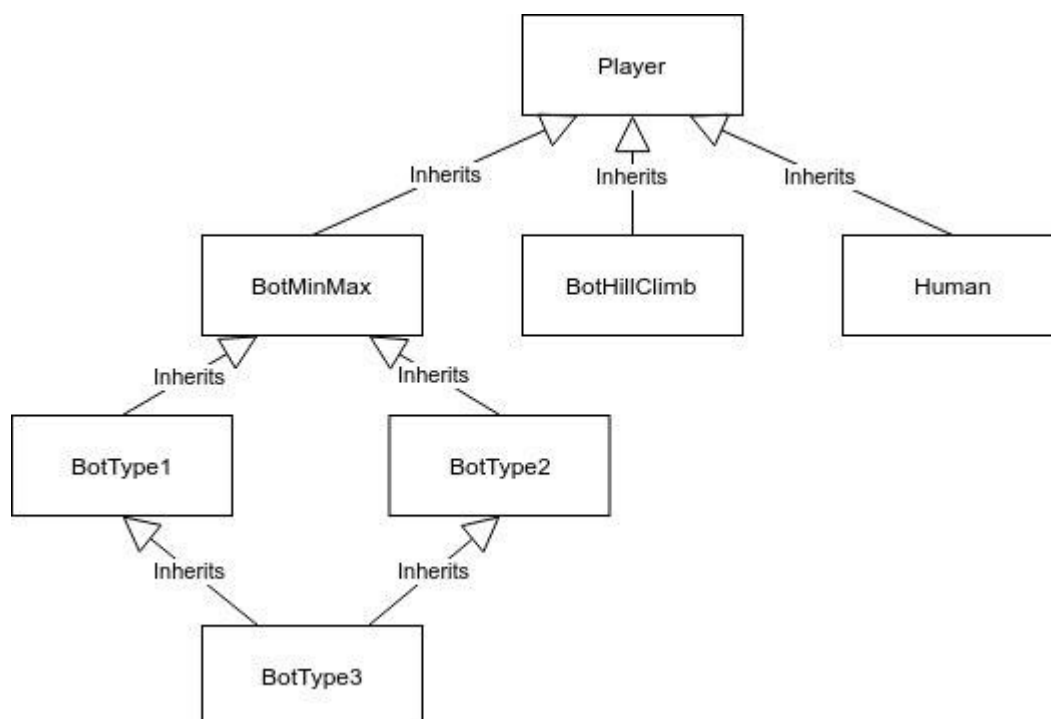 Player
Inherits
Inherits
Inherits
BotMinMax
BotHillClimb
Human
Inherits
Inherits
BotType1
BotType2
Inherits
Inherits
BotType3